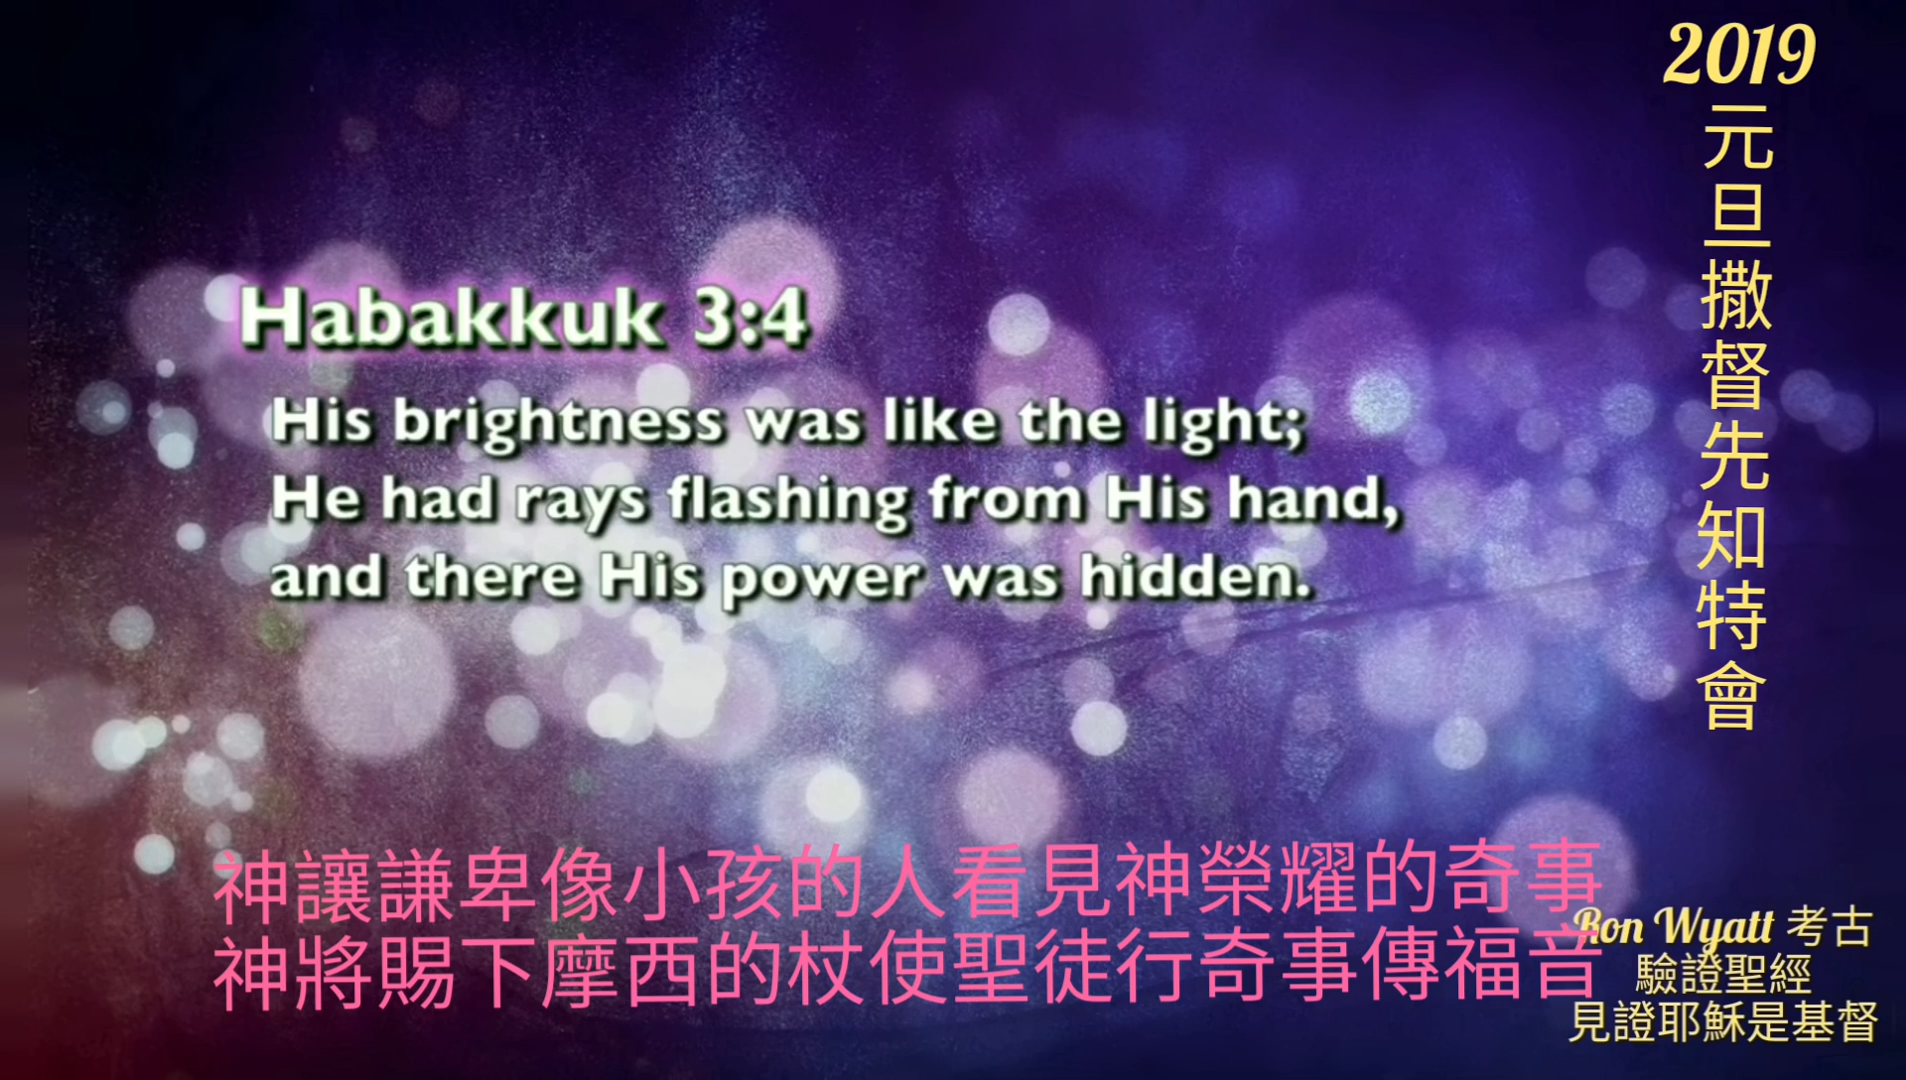 2019
元旦撒督先知特會
Habakkuk 3:4
His brightness was like the light;
He had rays flashing from His hand,
and there His power was hidden.
神讓謙卑像小孩的人看見神榮耀的奇事
神將賜下摩西的杖使聖徒行奇事傳福音
Ron Wyatt 考古
驗證聖經
見證耶穌是基督